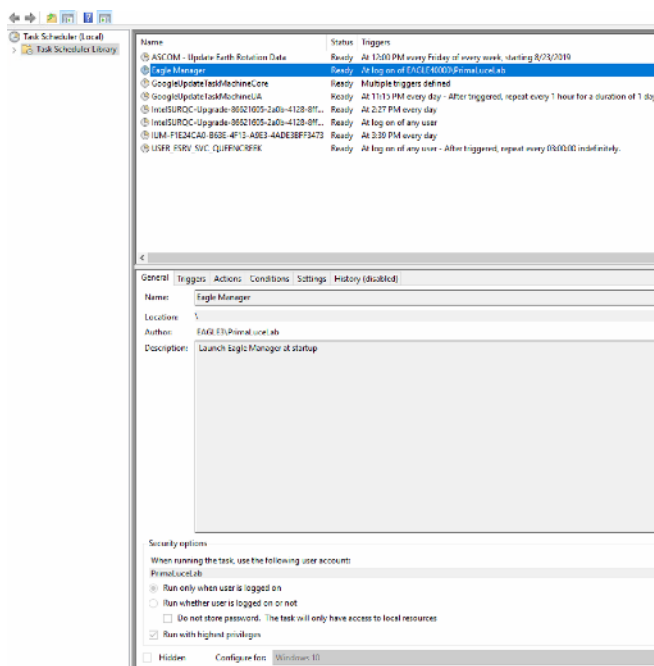 Task Scheduler (Local)
Task Scheduler Library
Name Status Triggers
ASCOM - Update Earth Rotation Data Ready At 12:00 PM every Friday of every week, starting 8/23/2019
Eagle Manager Ready At log on of EAGLE40003\PrimaLuceLab
GoogleUpdateTaskMachineCore Ready Multiple triggers defined
GoogleUpdateTaskMachineUA Ready At 11:15 PM every day - After triggered, repeat every 1 hour for a duration of 1 day
IntelSURQC-Upgrade-86621605-2a0b-4128-8ff... Ready At 2:27 PM every day
IntelSURQC-Upgrade-86621605-2a0b-4128-8ff... Ready At log on of any user
IUM-F1E24CA0-B63E-4F13-A9E3-4ADE3BFF3473 Ready At 3:39 PM every day
USER_ESRV_SVC_QUEENCREEK Ready At log on of any user - After triggered, repeat every 03:00:00 indefinitely.
General Triggers Actions Conditions Settings History (disabled)
Name: Eagle Manager
Location: \
Author: EAGLE3\PrimaLuceLab
Description: Launch Eagle Manager at startup
Security options
When running the task, use the following user account:
PrimaLuceLab
Run only when user is logged on
Run whether user is logged on or not
Do not store password. The task will only have access to local resources
Run with highest privileges
Hidden Configure for: Windows 10